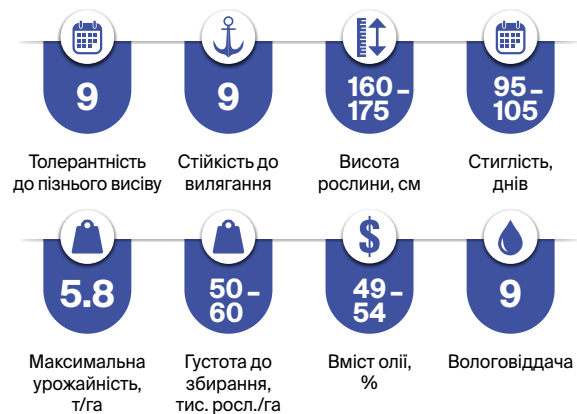 9
Толерантність
до пізнього висіву
9
Стійкість до
вилягання
160–
175
Висота
рослини, см
95–
105
Стиглість,
днів
5.8
Максимальна
урожайність,
т/га
50–
60
Густота до
збирання,
тис. росл./га
$
49–
54
Вміст олії,
%
9
Вологовіддача